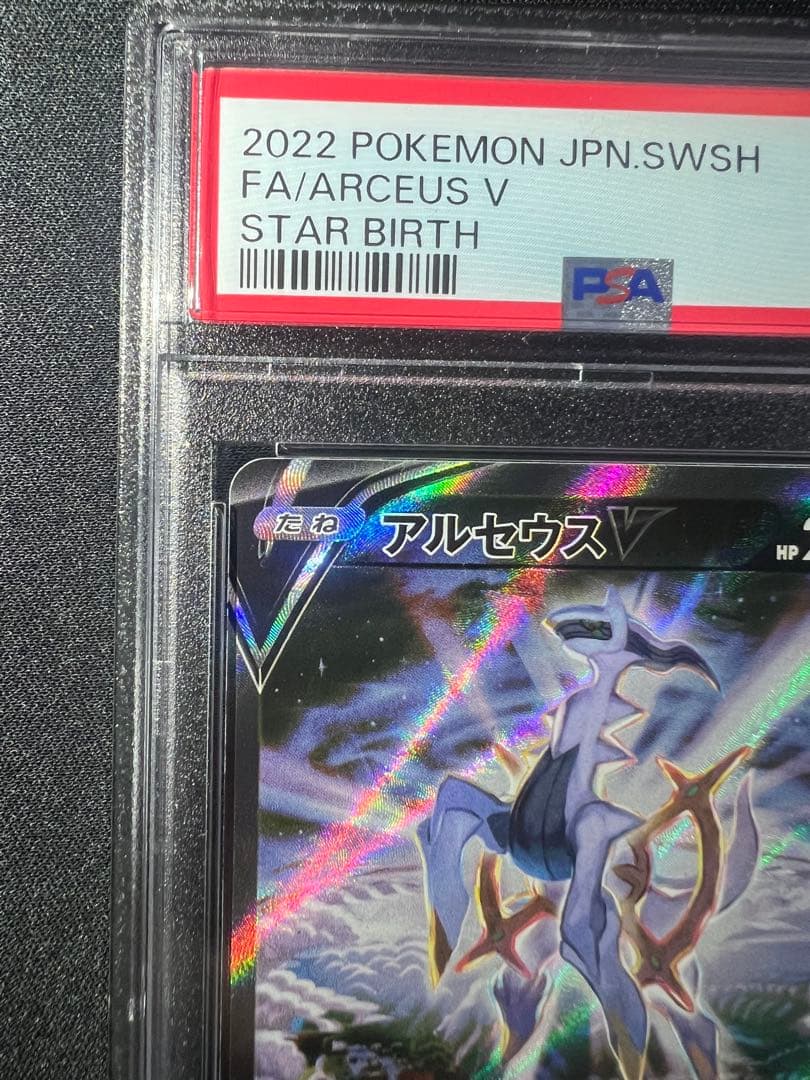 2022 POKEMON JPN.SWSH
FA/ARCEUS V
STAR BIRTH
PSA
たね アルセウスV HP